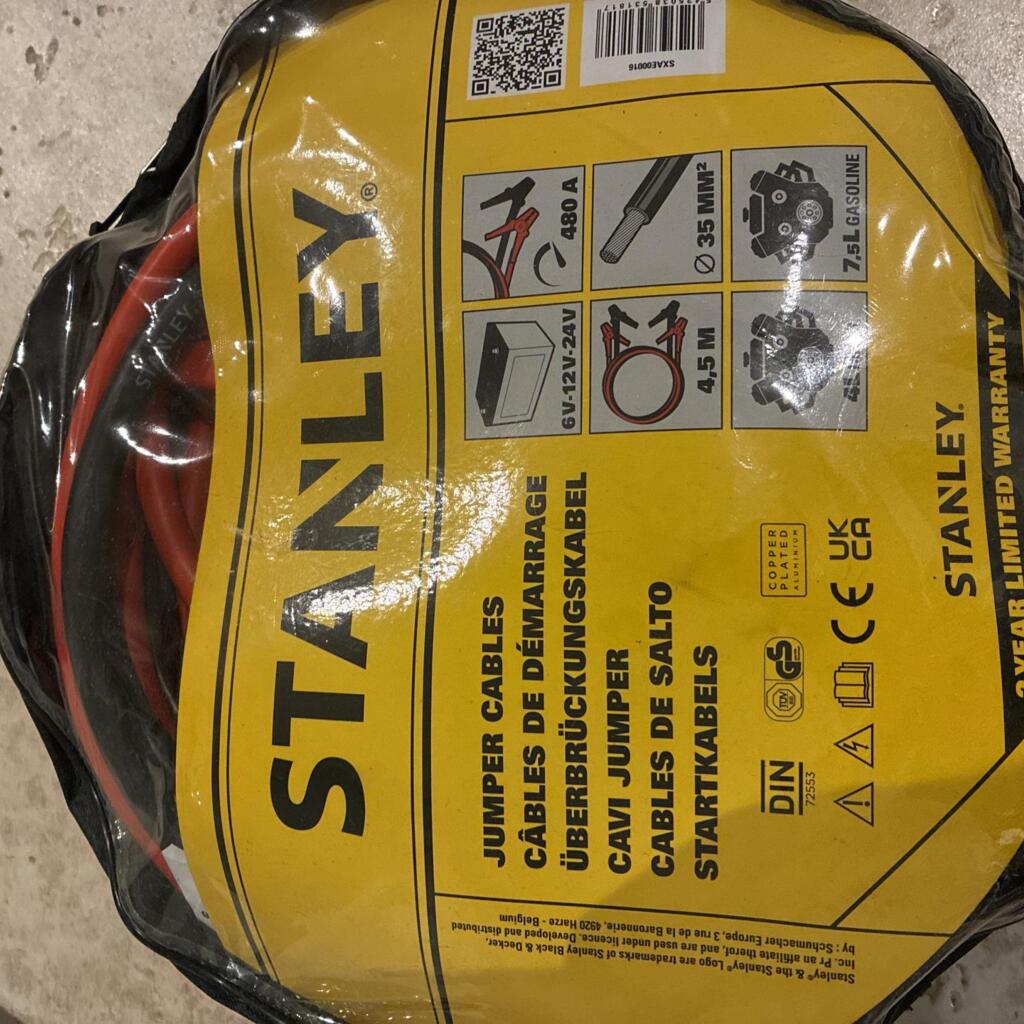 STANLEY®
JUMPER CABLES
CÂBLES DE DÉMARRAGE
ÜBERBRÜCKUNGSKABEL
CAVI JUMPER
CABLES DE SALTO
STARTKABELS
6V-12V-24V
480 A
4,5 M
Ø 35 MM²
7,5L GASOLINE
DIN
72553
TÜV
GS
COPPER
PLATED
ALUMINIUM
CE
UK
CA
STANLEY.
YEAR LIMITED WARRANTY
Stanley® & the Stanley® Logo are trademarks of Stanley Black & Decker,
Inc. Pr an affiliate therof, and are used under licence. Developed and distributed
by : Schumacher Europe, 3 rue de la Baronnerie, 4920 Harze - Belgium
SXAE00016
STANLEY